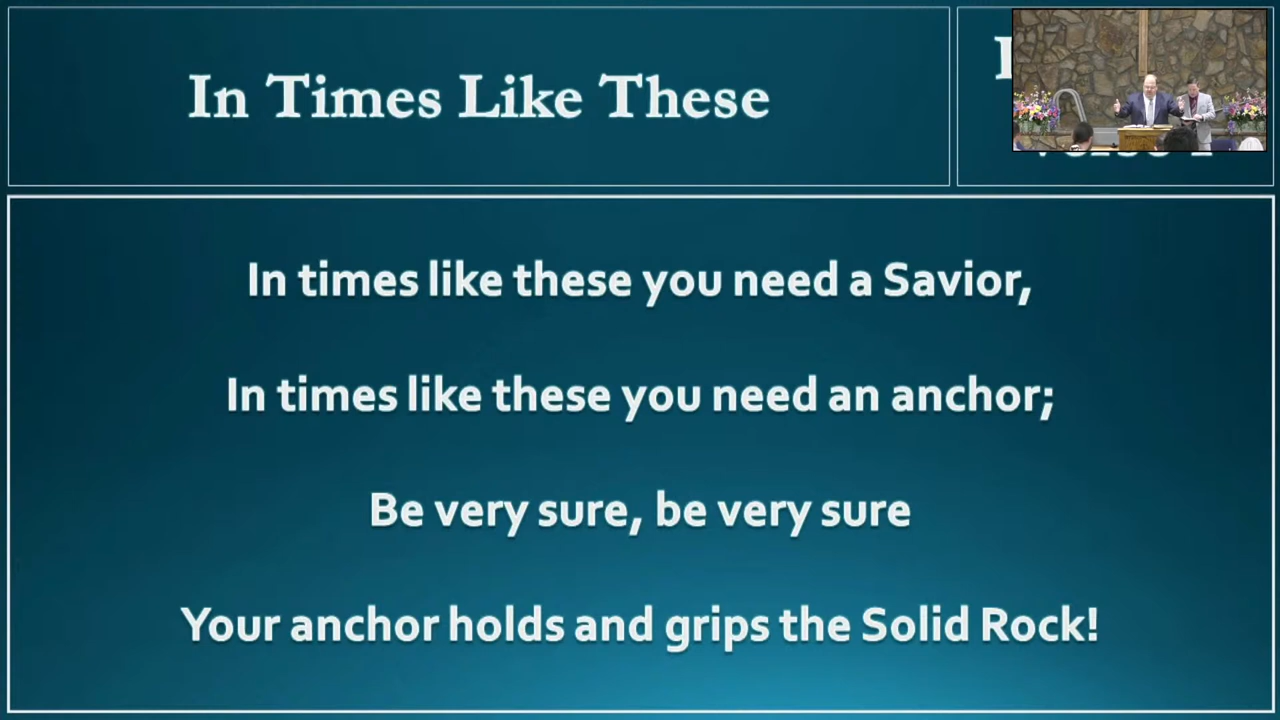 In Times Like These
In times like these you need a Savior,
In times like these you need an anchor;
Be very sure, be very sure
Your anchor holds and grips the Solid Rock!